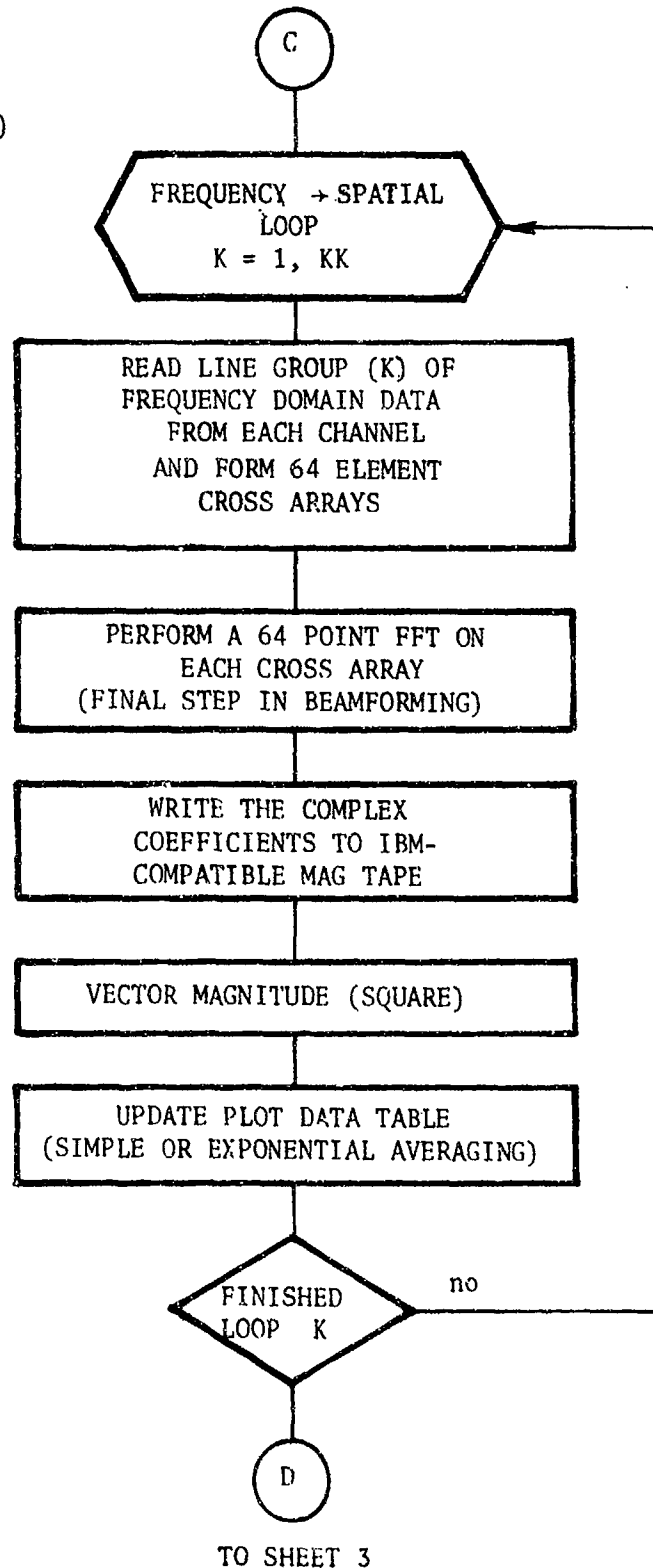 C
)
FREQUENCY → SPATIAL
LOOP
K = 1, KK
READ LINE GROUP (K) OF
FREQUENCY DOMAIN DATA
FROM EACH CHANNEL
AND FORM 64 ELEMENT
CROSS ARRAYS
PERFORM A 64 POINT FFT ON
EACH CROSS ARRAY
(FINAL STEP IN BEAMFORMING)
WRITE THE COMPLEX
COEFFICIENTS TO IBM-
COMPATIBLE MAG TAPE
VECTOR MAGNITUDE (SQUARE)
UPDATE PLOT DATA TABLE
(SIMPLE OR EXPONENTIAL AVERAGING)
FINISHED
LOOP K
no
D
TO SHEET 3